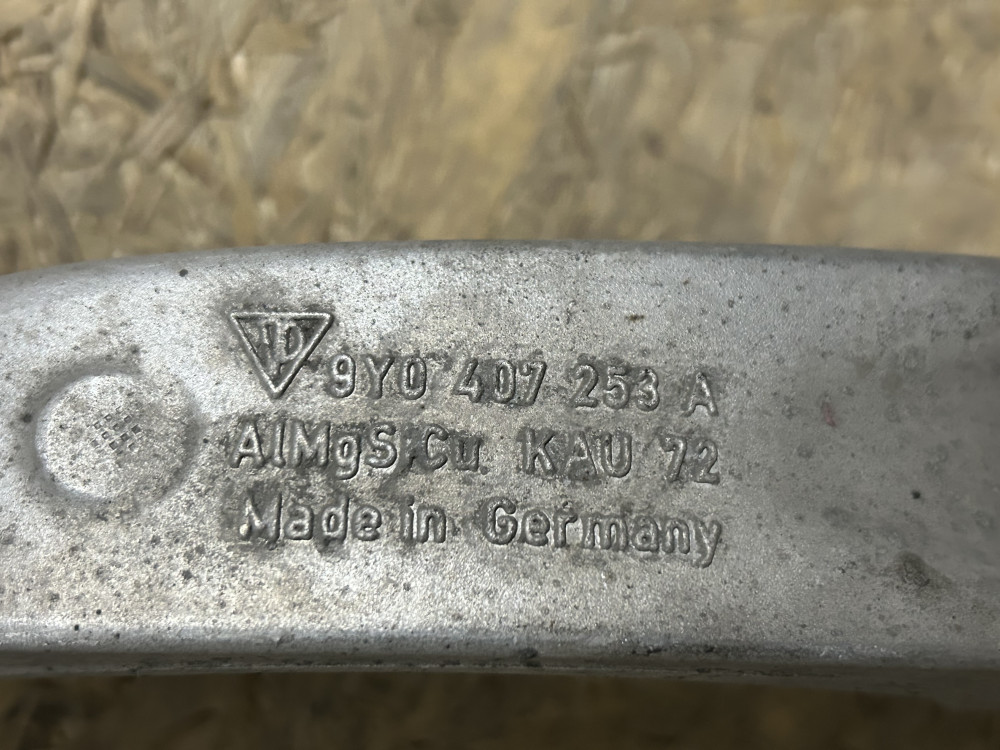 9Y0 407 253 A
AlMgSiCu KAU 72
Made in Germany